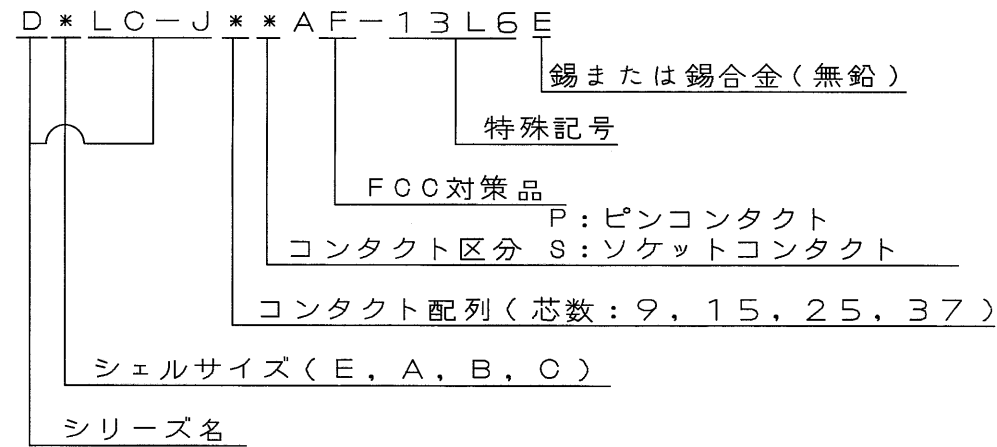 D*LC-J**AF-13L6E
錫または錫合金(無鉛)
特殊記号
FCC対策品
P:ピンコンタクト
コンタクト区分 S:ソケットコンタクト
コンタクト配列(芯数:9,15,25,37)
シェルサイズ(E,A,B,C)
シリーズ名